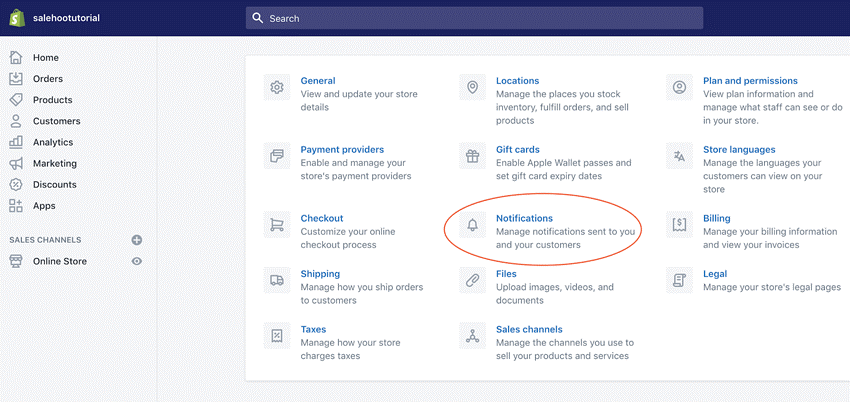 salehootutorial
Search
Home
Orders
Products
Customers
Analytics
Marketing
Discounts
Apps
SALES CHANNELS
Online Store
General
View and update your store
details
Locations
Manage the places you stock
inventory, fulfill orders, and sell
products
Plan and permissions
View plan information and
manage what staff can see or do
in your store.
Payment providers
Enable and manage your
store's payment providers
Gift cards
Enable Apple Wallet passes and
set gift card expiry dates
Store languages
Manage the languages your
customers can view on your
store
Checkout
Customize your online
checkout process
Notifications
Manage notifications sent to you
and your customers
Billing
Manage your billing information
and view your invoices
Shipping
Manage how you ship orders
to customers
Files
Upload images, videos, and
documents
Legal
Manage your store's legal pages
Taxes
Manage how your store
charges taxes
Sales channels
Manage the channels you use to
sell your products and services